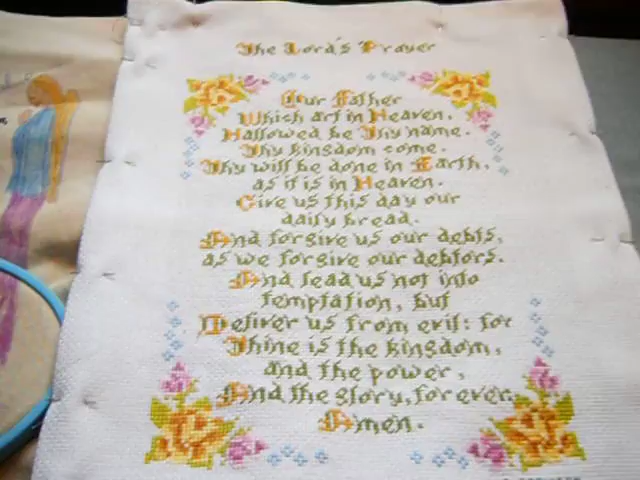 The Lord's Prayer
Our Father
Which art in Heaven,
Hallowed be Thy name.
Thy kingdom come.
Thy will be done in Earth,
as it is in Heaven.
Give us this day our
daily bread.
And forgive us our debts,
as we forgive our debtors.
And lead us not into
temptation, but
Deliver us from evil: for
Thine is the kingdom,
and the power,
And the glory, for ever.
Amen.